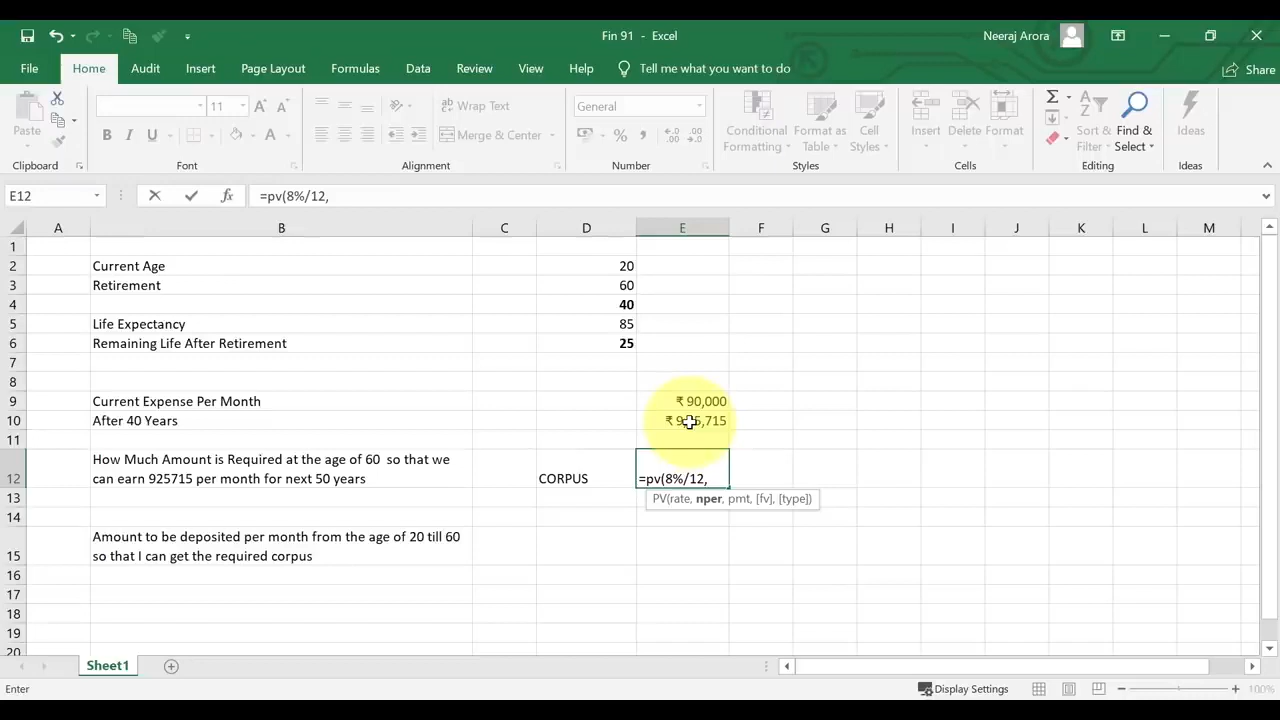 Fin 91 - Excel
Neeraj Arora
File Home Audit Insert Page Layout Formulas Data Review View Help Tell me what you want to do Share
11 A A Wrap Text General
Paste B I U A Merge & Center % Conditional Formatting Format as Table Cell Styles Insert Delete Format Sort & Filter Find & Select Ideas
Clipboard Font Alignment Number Styles Cells Editing Ideas
E12 fx =pv(8%/12,
A B C D E F G H I J K L M
1
2 Current Age 20
3 Retirement 60
4 40
5 Life Expectancy 85
6 Remaining Life After Retirement 25
7
8
9 Current Expense Per Month ₹ 90,000
10 After 40 Years ₹ 9 5,715
11
How Much Amount is Required at the age of 60 so that we
12 can earn 925715 per month for next 50 years CORPUS =pv(8%/12,
13 PV(rate, nper, pmt, [fv], [type])
14
Amount to be deposited per month from the age of 20 till 60
15 so that I can get the required corpus
16
17
18
19
20
Sheet1
Enter Display Settings 100%